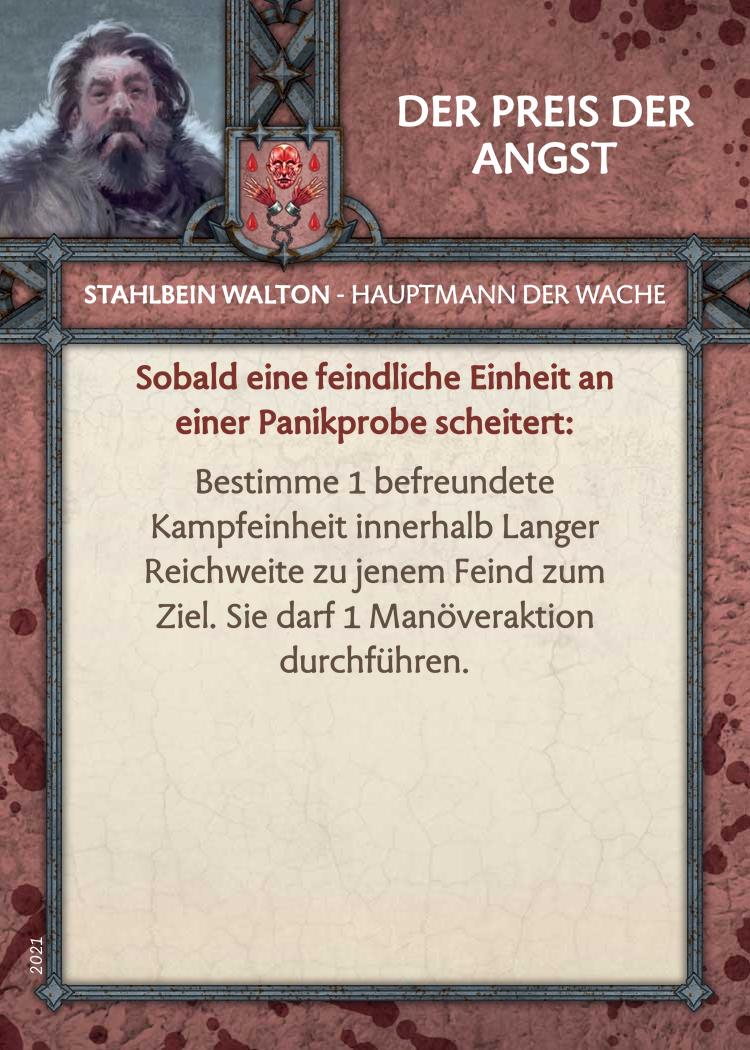 DER PREIS DER
ANGST
STAHLBEIN WALTON - HAUPTMANN DER WACHE
Sobald eine feindliche Einheit an
einer Panikprobe scheitert:
Bestimme 1 befreundete
Kampfeinheit innerhalb Langer
Reichweite zu jenem Feind zum
Ziel. Sie darf 1 Manöveraktion
durchführen.
2021